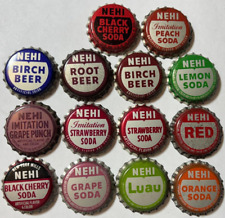 NEHI
BLACK
CHERRY
SODA
NEHI
Imitation
PEACH
SODA
NEHI
BIRCH
BEER
NEHI
ROOT
BEER
NEHI
BIRCH
BEER
NEHI
LEMON
SODA
NEHI
IMITATION
GRAPE PUNCH
NEHI
Imitation
STRAWBERRY
SODA
NEHI
STRAWBERRY
SODA
NEHI
RED
NEHI
BLACK CHERRY
SODA
NEHI
GRAPE
SODA
Luau
NEHI
ORANGE
SODA